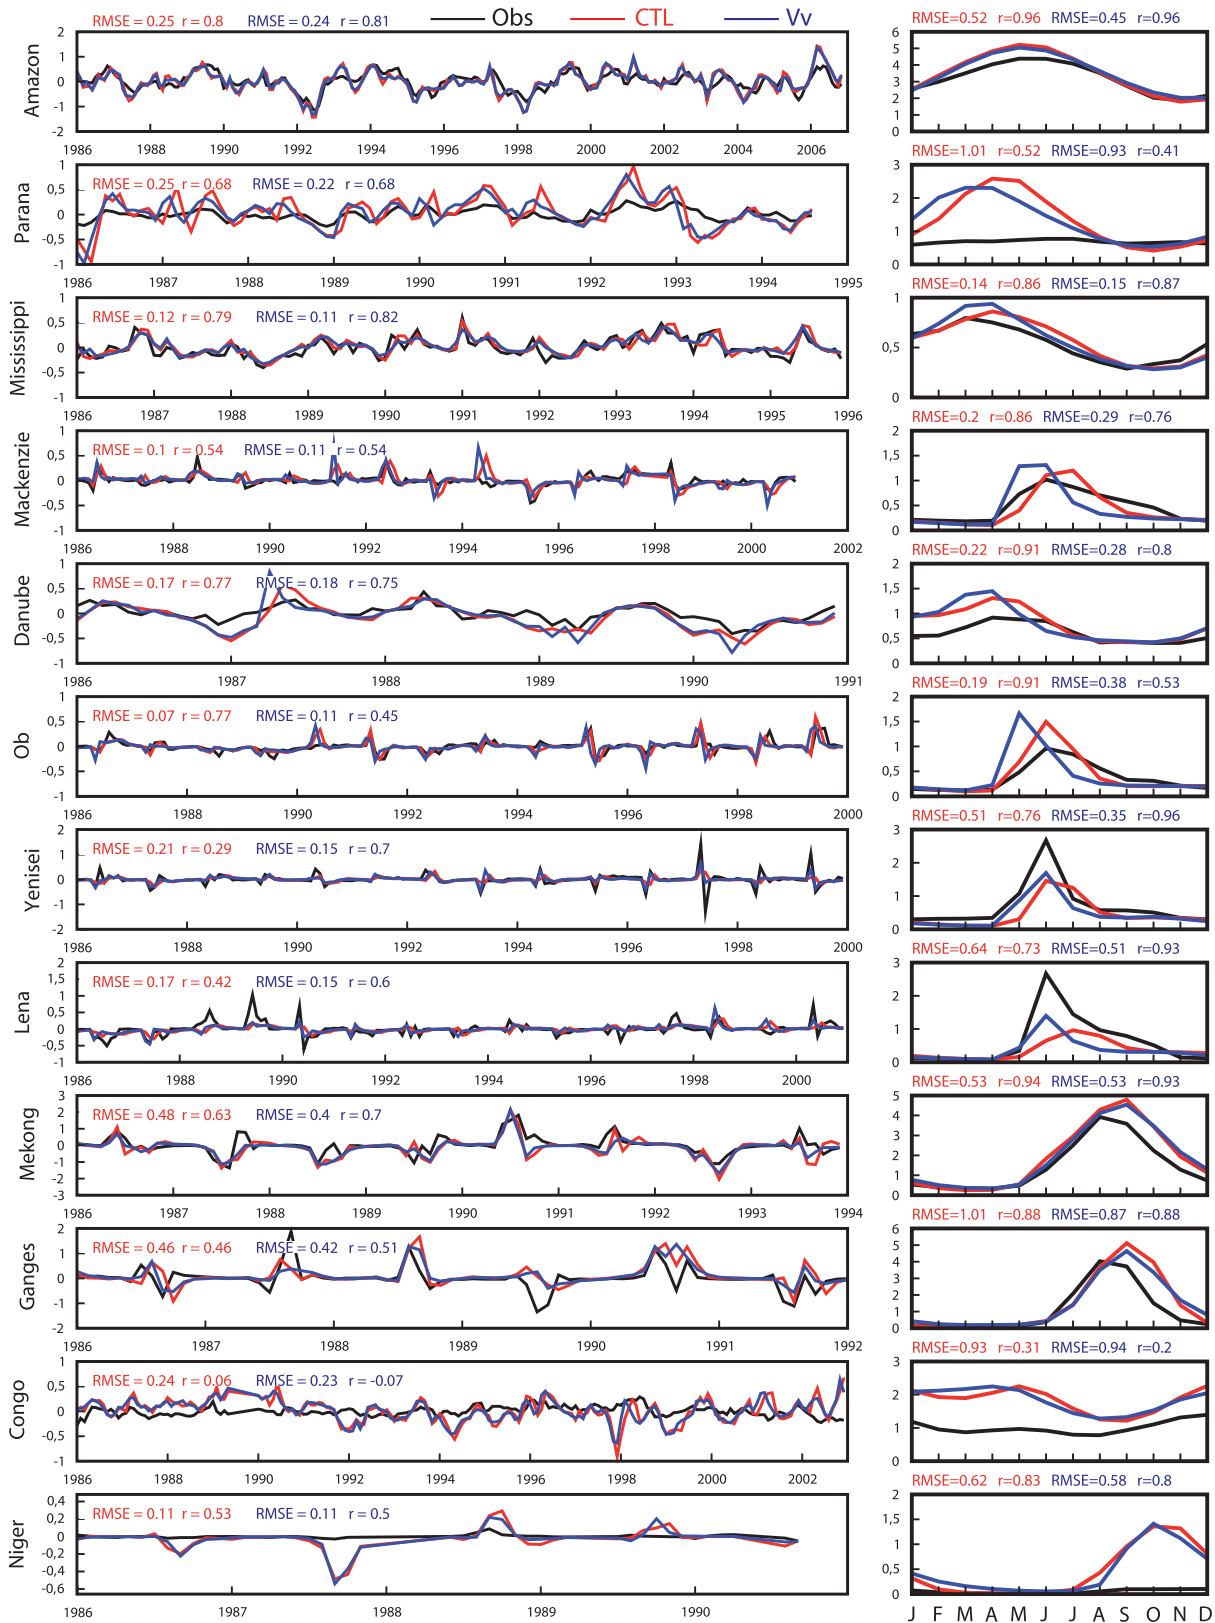 Obs CTL Vv
RMSE = 0.25 r = 0.8 RMSE = 0.24 r = 0.81 RMSE=0.52 r=0.96 RMSE=0.45 r=0.96
Amazon
2 1 0 -1 -2
6 5 4 3 2 1 0
1986 1988 1990 1992 1994 1996 1998 2000 2002 2004 2006
RMSE=1.01 r=0.52 RMSE=0.93 r=0.41
Parana
RMSE = 0.25 r = 0.68 RMSE = 0.22 r = 0.68
1 0,5 0 -0,5 -1
3 2 1 0
1986 1987 1988 1989 1990 1991 1992 1993 1994 1995
RMSE=0.14 r=0.86 RMSE=0.15 r=0.87
Mississippi
RMSE = 0.12 r = 0.79 RMSE = 0.11 r = 0.82
1 0,5 0 -0,5 -1
1 0,5 0
1986 1987 1988 1989 1990 1991 1992 1993 1994 1995 1996
RMSE=0.2 r=0.86 RMSE=0.29 r=0.76
Mackenzie
RMSE = 0.1 r = 0.54 RMSE = 0.11 r = 0.54
1 0,5 0 -0,5 -1
2 1,5 1 0,5 0
1986 1988 1990 1992 1994 1996 1998 2000 2002
RMSE=0.22 r=0.91 RMSE=0.28 r=0.8
Danube
RMSE = 0.17 r = 0.77 RMSE = 0.18 r = 0.75
1 0,5 0 -0,5 -1
2 1,5 1 0,5 0
1986 1987 1988 1989 1990 1991
RMSE=0.19 r=0.91 RMSE=0.38 r=0.53
Ob
RMSE = 0.07 r = 0.77 RMSE = 0.11 r = 0.45
1 0,5 0 -0,5 -1
2 1,5 1 0,5 0
1986 1988 1990 1992 1994 1996 1998 2000
RMSE=0.51 r=0.76 RMSE=0.35 r=0.96
Yenisei
RMSE = 0.21 r = 0.29 RMSE = 0.15 r = 0.7
2 1 0 -1 -2
3 2 1 0
1986 1988 1990 1992 1994 1996 1998 2000
RMSE=0.64 r=0.73 RMSE=0.51 r=0.93
Lena
RMSE = 0.17 r = 0.42 RMSE = 0.15 r = 0.6
2 1,5 1 0,5 0 -0,5 -1
3 2 1 0
1986 1988 1990 1992 1994 1996 1998 2000
RMSE=0.53 r=0.94 RMSE=0.53 r=0.93
Mekong
RMSE = 0.48 r = 0.63 RMSE = 0.4 r = 0.7
3 2 1 0 -1 -2 3
5 4 3 2 1 0
1986 1987 1988 1989 1990 1991 1992 1993 1994
RMSE=1.01 r=0.88 RMSE=0.87 r=0.88
Ganges
RMSE = 0.46 r = 0.46 RMSE = 0.42 r = 0.51
2 1 0 -1 -2
6 5 4 3 2 1 0
1986 1987 1988 1989 1990 1991 1992
RMSE=0.93 r=0.31 RMSE=0.94 r=0.2
Congo
RMSE = 0.24 r = 0.06 RMSE = 0.23 r = -0.07
1 0,5 0 -0,5 -1
3 2 1 0
1986 1988 1990 1992 1994 1996 1998 2000 2002
RMSE=0.62 r=0.83 RMSE=0.58 r=0.8
Niger
RMSE = 0.11 r = 0.53 RMSE = 0.11 r = 0.5
0,4 0,2 0 -0,2 -0,4 -0,6
2 1,5 1 0,5 0
1986 1987 1988 1989 1990
J F M A M J J A S O N D